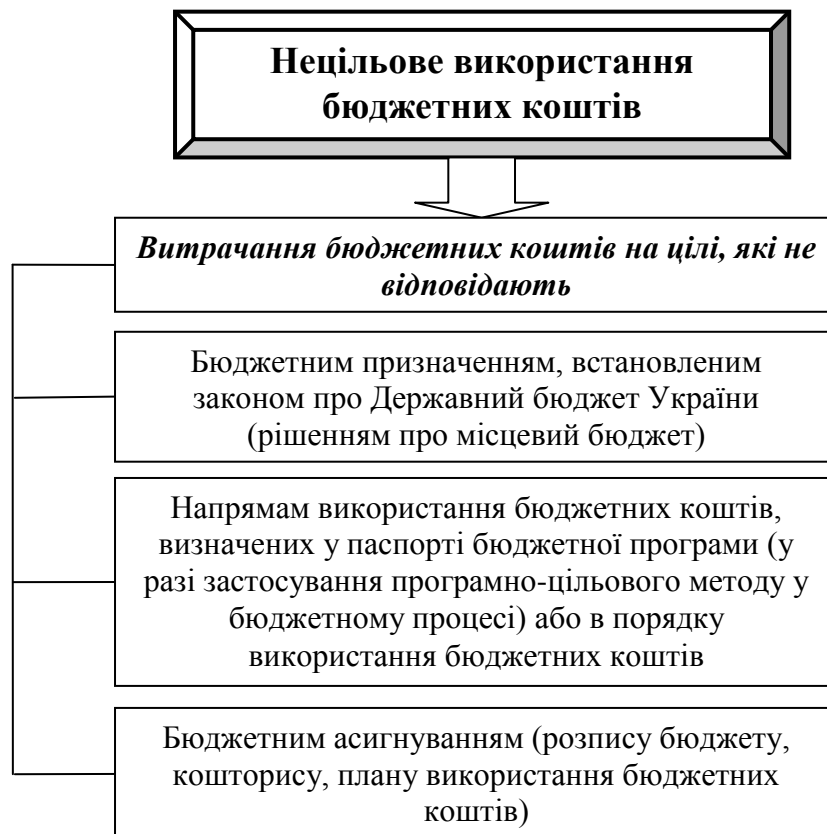 Нецільове використання
бюджетних коштів
Витрачання бюджетних коштів на цілі, які не
відповідають
Бюджетним призначенням, встановленим
законом про Державний бюджет України
(рішенням про місцевий бюджет)
Напрямам використання бюджетних коштів,
визначених у паспорті бюджетної програми (у
разі застосування програмно-цільового методу у
бюджетному процесі) або в порядку
використання бюджетних коштів
Бюджетним асигнуванням (розпису бюджету,
кошторису, плану використання бюджетних
коштів)